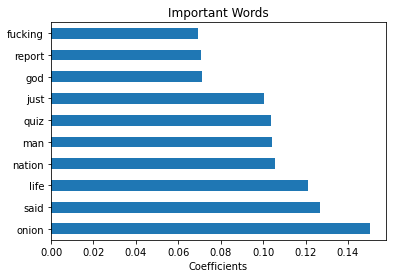 Important Words
fucking
report
god
just
quiz
man
nation
life
said
onion
0.00 0.02 0.04 0.06 0.08 0.10 0.12 0.14
Coefficients